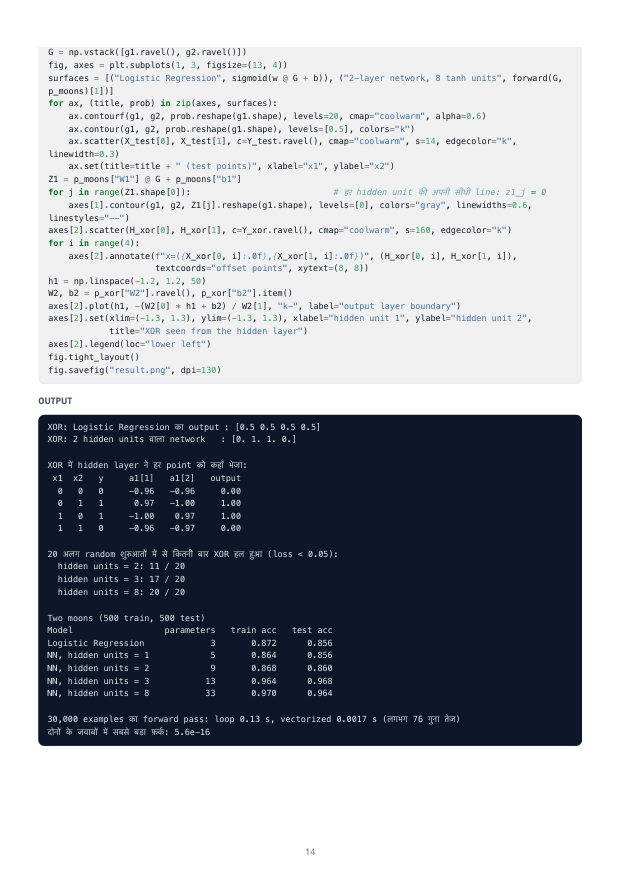 G = np.vstack([g1.ravel(), g2.ravel()])
fig, axes = plt.subplots(1, 3, figsize=(13, 4))
surfaces = [("Logistic Regression", sigmoid(w @ G + b)), ("2-layer network, 8 tanh units", forward(G,
p_moons)[1])]
for ax, (title, prob) in zip(axes, surfaces):
    ax.contourf(g1, g2, prob.reshape(g1.shape), levels=20, cmap="coolwarm", alpha=0.6)
    ax.contour(g1, g2, prob.reshape(g1.shape), levels=[0.5], colors="k")
    ax.scatter(X_test[0], X_test[1], c=Y_test.ravel(), cmap="coolwarm", s=14, edgecolor="k",
linewidth=0.3)
    ax.set(title=title + " (test points)", xlabel="x1", ylabel="x2")
Z1 = p_moons["W1"] @ G + p_moons["b1"]
for j in range(Z1.shape[0]):                            # हर hidden unit की अपनी सीधी line: z1_j = 0
    axes[1].contour(g1, g2, Z1[j].reshape(g1.shape), levels=[0], colors="gray", linewidths=0.6,
linestyles="--")
axes[2].scatter(H_xor[0], H_xor[1], c=Y_xor.ravel(), cmap="coolwarm", s=160, edgecolor="k")
for i in range(4):
    axes[2].annotate(f"x=({X_xor[0, i]:.0f},{X_xor[1, i]:.0f})", (H_xor[0, i], H_xor[1, i]),
                     textcoords="offset points", xytext=(8, 8))
h1 = np.linspace(-1.2, 1.2, 50)
W2, b2 = p_xor["W2"].ravel(), p_xor["b2"].item()
axes[2].plot(h1, -(W2[0] * h1 + b2) / W2[1], "k-", label="output layer boundary")
axes[2].set(xlim=(-1.3, 1.3), ylim=(-1.3, 1.3), xlabel="hidden unit 1", ylabel="hidden unit 2",
            title="XOR seen from the hidden layer")
axes[2].legend(loc="lower left")
fig.tight_layout()
fig.savefig("result.png", dpi=130)
OUTPUT
XOR: Logistic Regression का output : [0.5 0.5 0.5 0.5]
XOR: 2 hidden units वाला network   : [0. 1. 1. 0.]
XOR में hidden layer ने हर point को कहाँ भेजा:
 x1  x2  y     a1[1]   a1[2]  output
  0   0  0     -0.96   -0.96    0.00
  0   1  1      0.97   -1.00    1.00
  1   0  1     -1.00    0.97    1.00
  1   1  0     -0.96   -0.97    0.00
20 अलग random शुरुआतों में से कितनी बार XOR हल हुआ (loss < 0.05):
  hidden units = 2: 11 / 20
  hidden units = 3: 17 / 20
  hidden units = 8: 20 / 20
Two moons (500 train, 500 test)
Model                  parameters   train acc   test acc
Logistic Regression             3       0.872      0.856
NN, hidden units = 1            5       0.864      0.856
NN, hidden units = 2            9       0.868      0.860
NN, hidden units = 3           13       0.964      0.968
NN, hidden units = 8           33       0.970      0.964
30,000 examples का forward pass: loop 0.13 s, vectorized 0.0017 s (लगभग 76 गुना तेज़)
दोनों के जवाबों में सबसे बड़ा फ़र्क: 5.6e-16
14